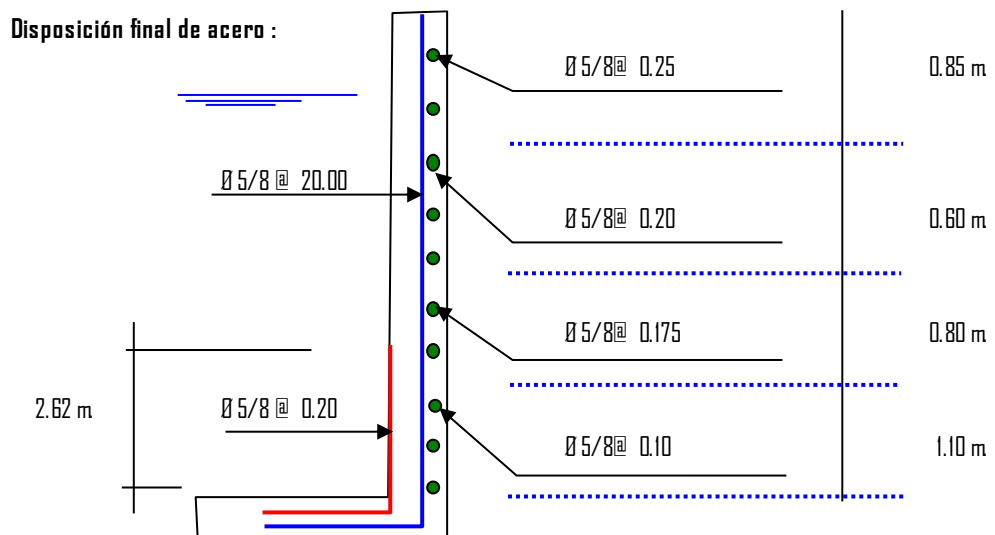 Disposición final de acero :
Ø 5/8@ 0.25
0.85 m.
Ø 5/8 @ 20.00
Ø 5/8@ 0.20
0.60 m.
Ø 5/8@ 0.175
0.80 m.
2.62 m.
Ø 5/8 @ 0.20
Ø 5/8@ 0.10
1.10 m.